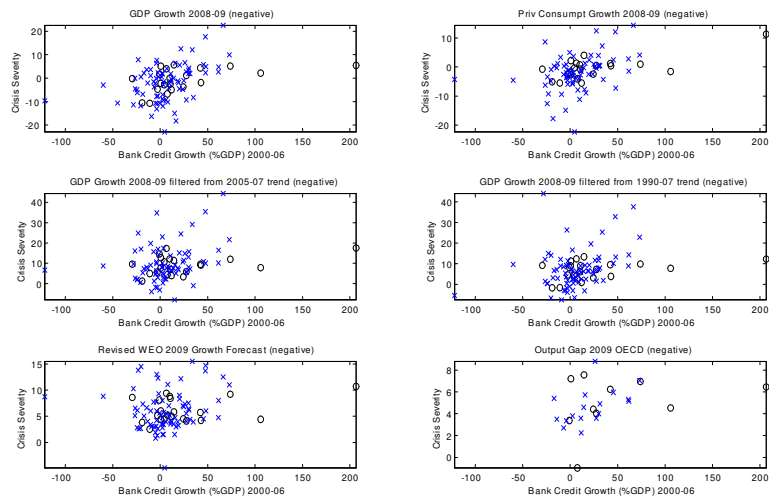 GDP Growth 2008-09 (negative)
20
10
0
-10
-20
Crisis Severity
-100 -50 0 50 100 150 200
Bank Credit Growth (%GDP) 2000-06
Priv Consumpt Growth 2008-09 (negative)
10
0
-10
-20
Crisis Severity
-100 -50 0 50 100 150 200
Bank Credit Growth (%GDP) 2000-06
GDP Growth 2008-09 filtered from 2005-07 trend (negative)
40
30
20
10
0
Crisis Severity
-100 -50 0 50 100 150 200
Bank Credit Growth (%GDP) 2000-06
GDP Growth 2008-09 filtered from 1990-07 trend (negative)
40
30
20
10
0
Crisis Severity
-100 -50 0 50 100 150 200
Bank Credit Growth (%GDP) 2000-06
Revised WEO 2009 Growth Forecast (negative)
15
10
5
0
Crisis Severity
-100 -50 0 50 100 150 200
Bank Credit Growth (%GDP) 2000-06
Output Gap 2009 OECD (negative)
8
6
4
2
0
Crisis Severity
-100 -50 0 50 100 150 200
Bank Credit Growth (%GDP) 2000-06